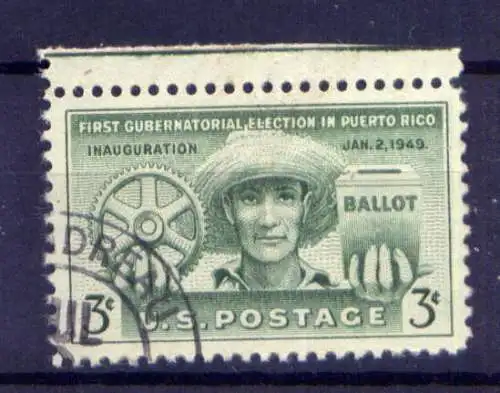 FIRST GUBERNATORIAL ELECTION IN PUERTO RICO
INAUGURATION JAN. 2, 1949.
BALLOT
3¢ U.S. POSTAGE 3¢